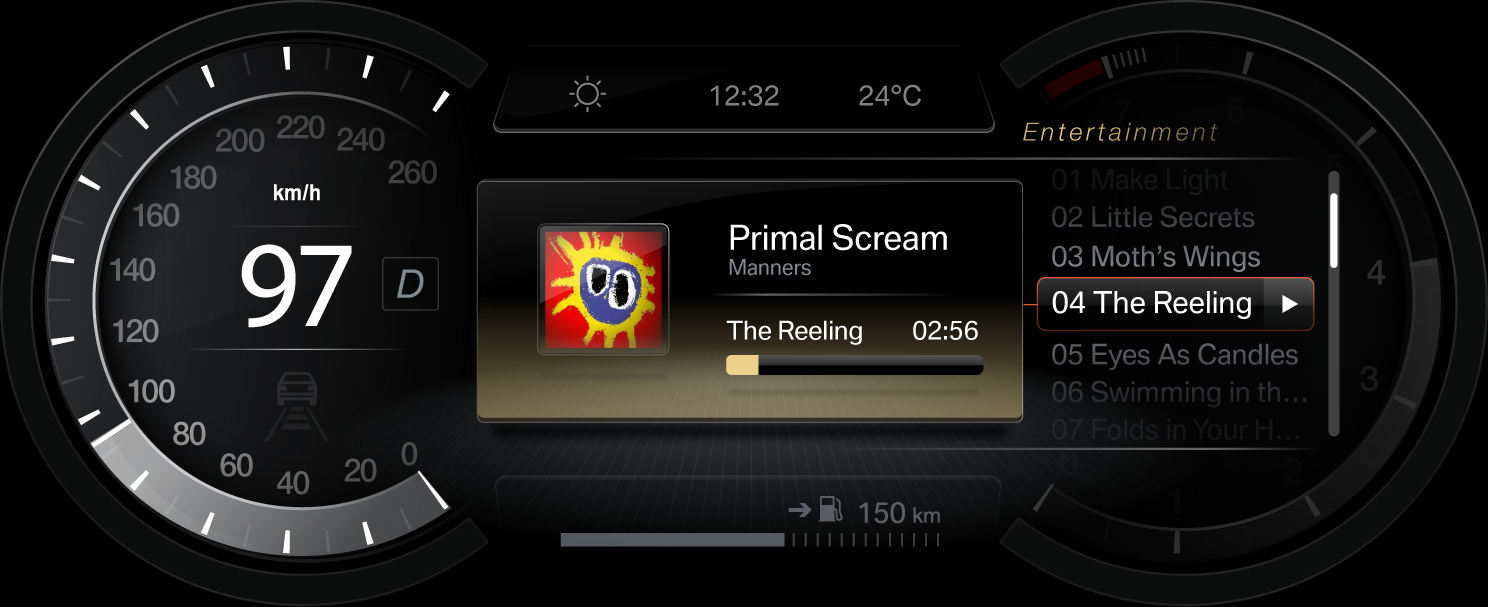 12:32 24°C
Entertainment
220
200 240
180 260
160
140
120
100
80
60
40
20
0
km/h
97
D
Primal Scream
Manners
The Reeling 02:56
01 Make Light
02 Little Secrets
03 Moth's Wings
04 The Reeling
05 Eyes As Candles
06 Swimming in th...
07 Folds in Your H...
7
6
5
4
3
2
1
0
150 km